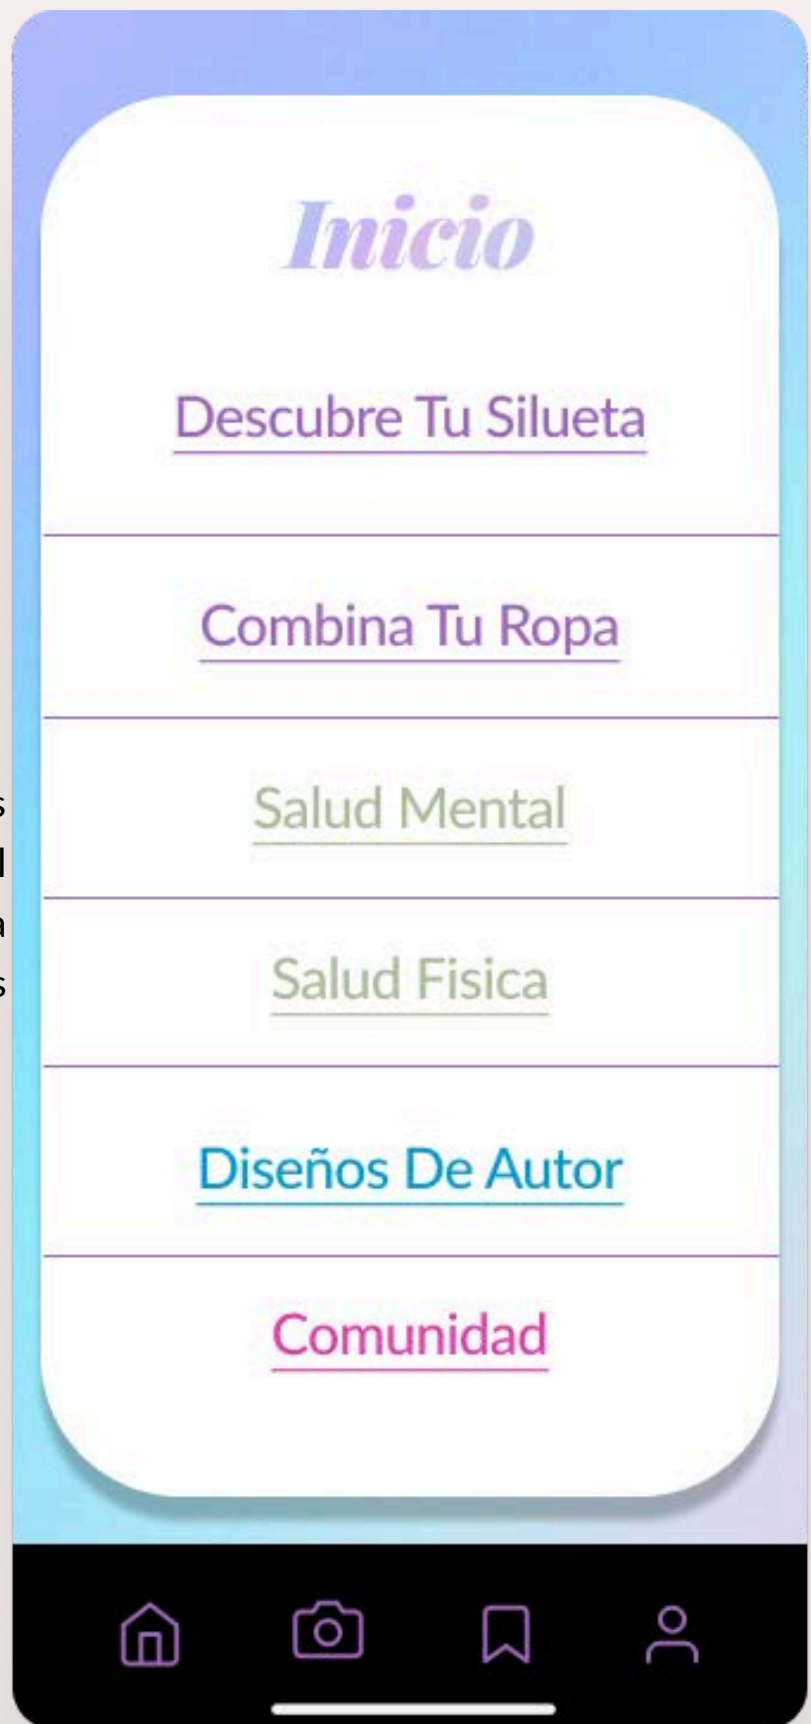 Inicio
Descubre Tu Silueta
Combina Tu Ropa
Salud Mental
Salud Fisica
Diseños De Autor
Comunidad